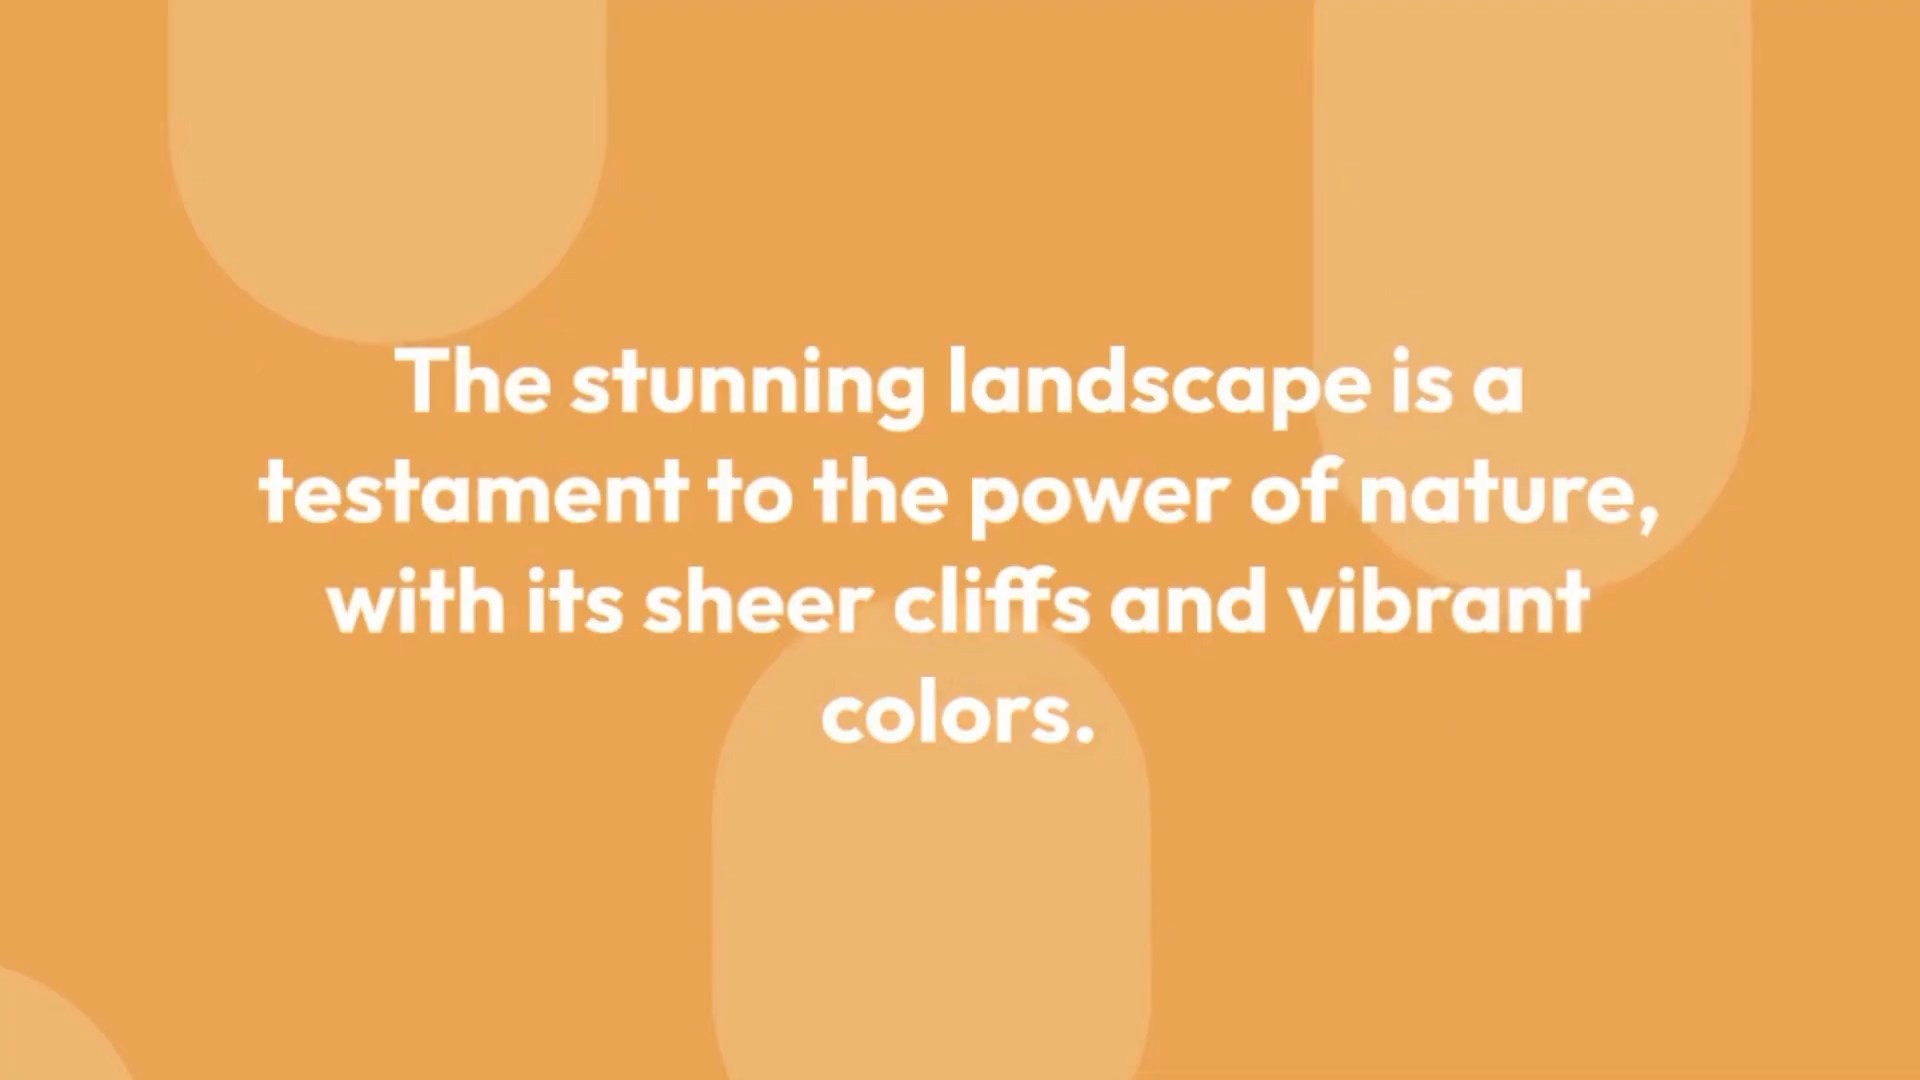 The stunning landscape is a
testament to the power of nature,
with its sheer cliffs and vibrant
colors.